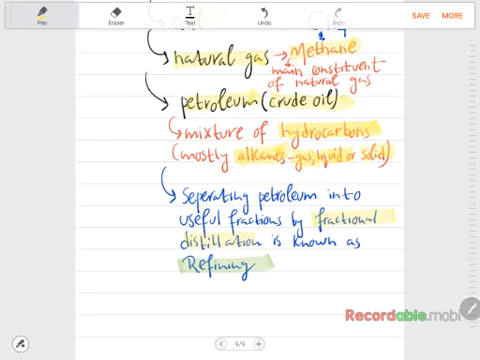 Pen
Eraser
Text
Undo
Redo
SAVE
MORE
natural gas → Methane
main constituent
of natural gas
petroleum (crude oil)
mixture of hydrocarbons
(mostly alkanes - gas, liquid or solid)
Seperating petroleum into
useful fractions by fractional
distillation is known as
Refining
Recordable.mobi
9/9